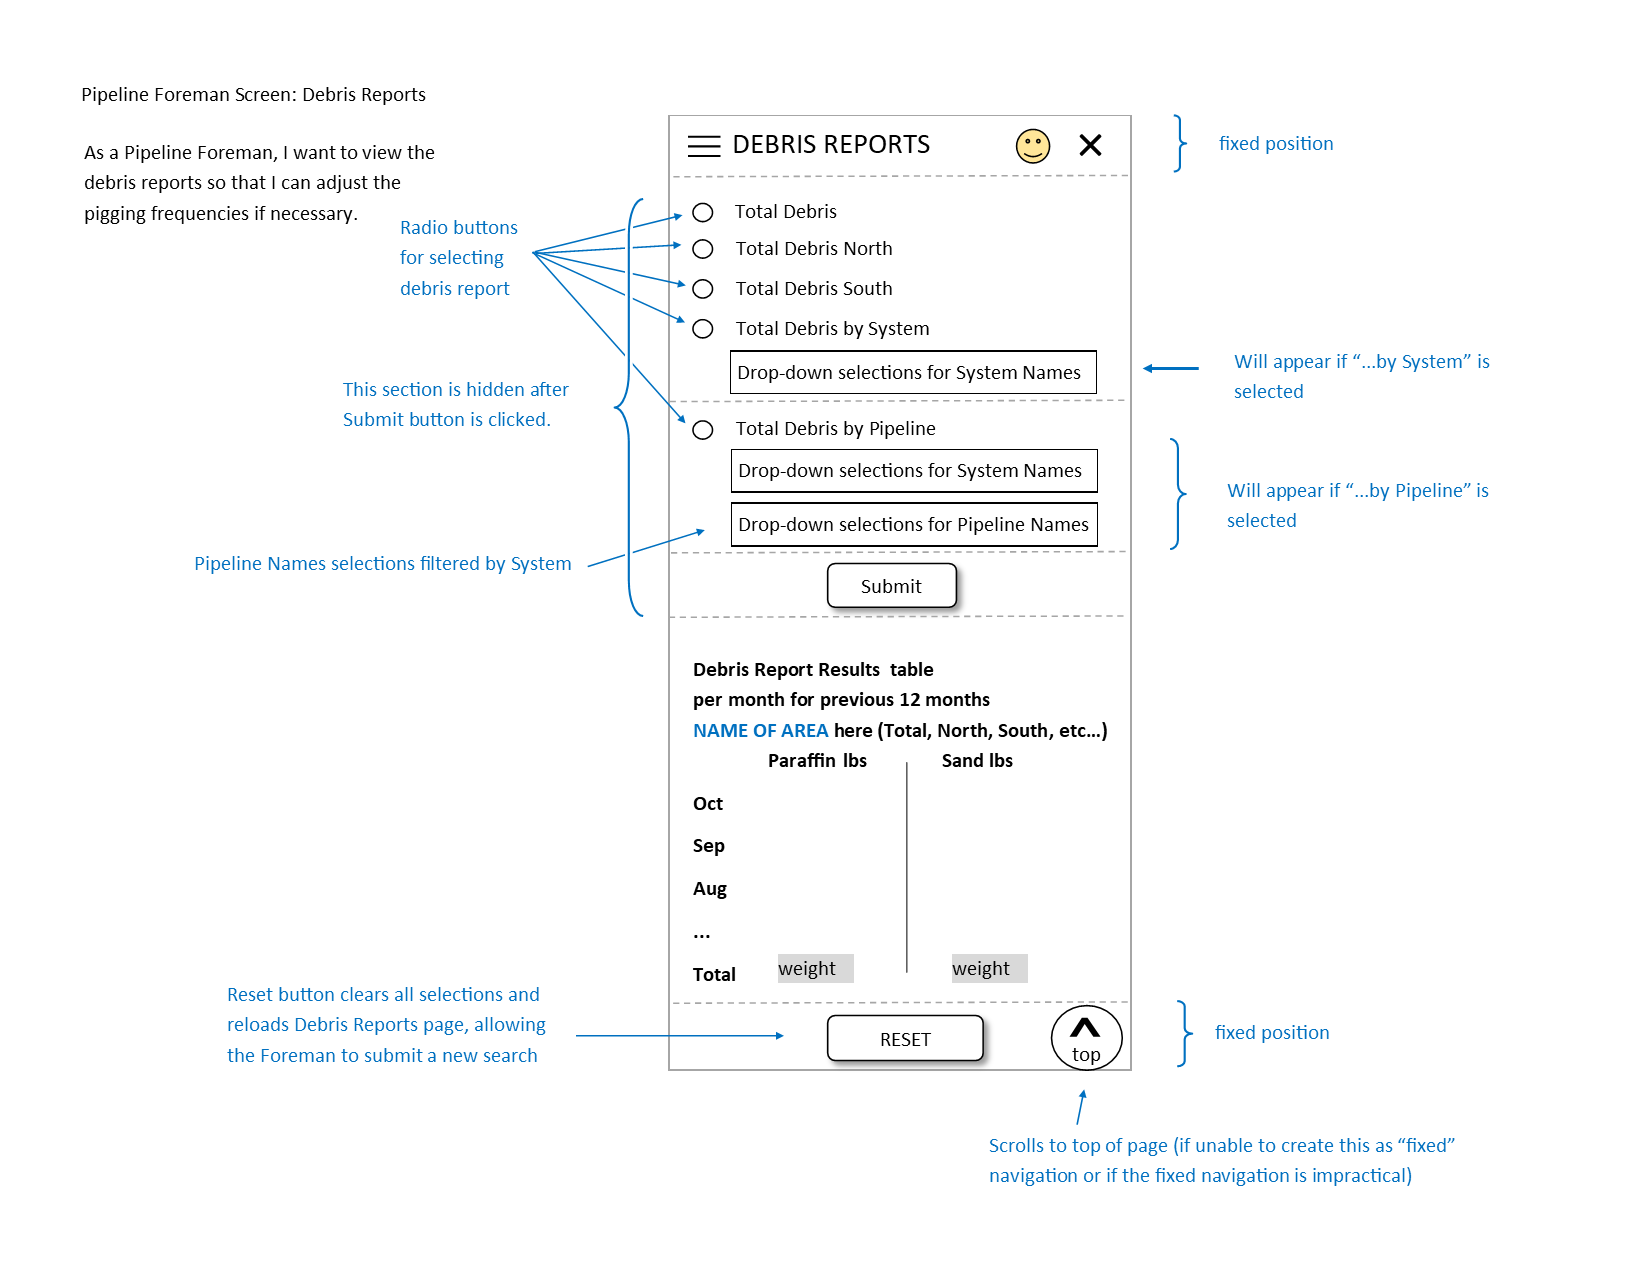 Pipeline Foreman Screen: Debris Reports
As a Pipeline Foreman, I want to view the
debris reports so that I can adjust the
pigging frequencies if necessary.
DEBRIS REPORTS
fixed position
Radio buttons
for selecting
debris report
Total Debris
Total Debris North
Total Debris South
Total Debris by System
Drop-down selections for System Names
Will appear if “...by System” is
selected
This section is hidden after
Submit button is clicked.
Total Debris by Pipeline
Drop-down selections for System Names
Drop-down selections for Pipeline Names
Will appear if “...by Pipeline” is
selected
Pipeline Names selections filtered by System
Submit
Debris Report Results table
per month for previous 12 months
NAME OF AREA here (Total, North, South, etc...)
Paraffin lbs Sand lbs
Oct
Sep
Aug
...
Total weight weight
Reset button clears all selections and
reloads Debris Reports page, allowing
the Foreman to submit a new search
RESET
top
fixed position
Scrolls to top of page (if unable to create this as “fixed”
navigation or if the fixed navigation is impractical)